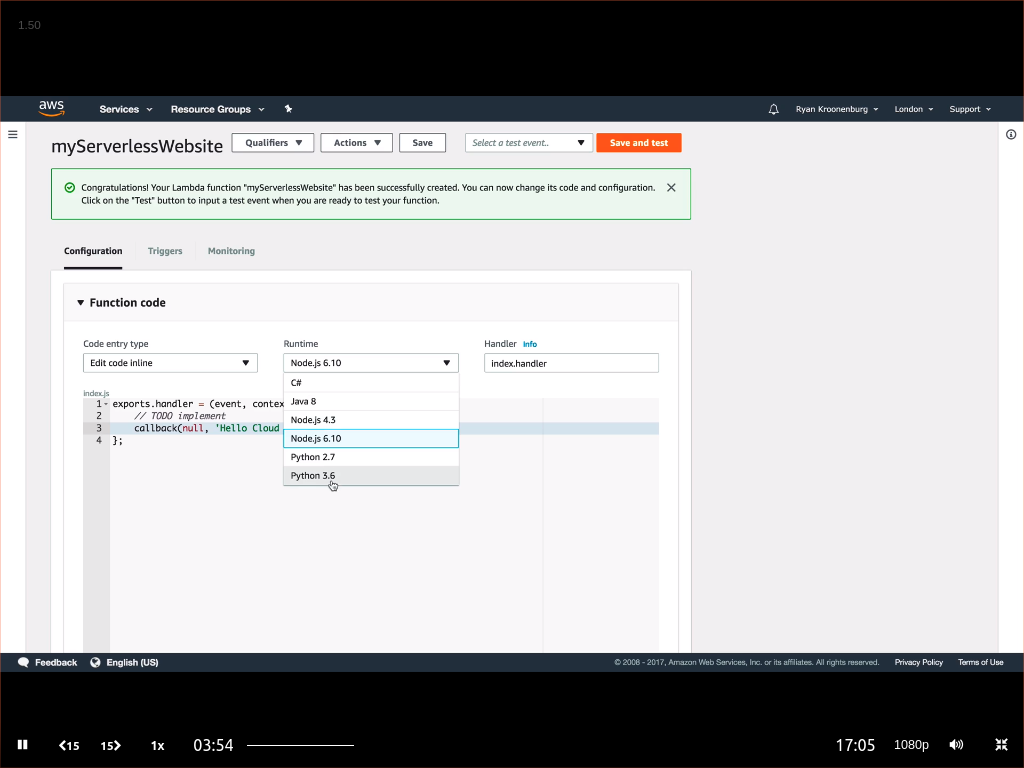 1.50
aws Services Resource Groups Ryan Kroonenburg London Support
myServerlessWebsite Qualifiers Actions Save Select a test event.. Save and test
Congratulations! Your Lambda function "myServerlessWebsite" has been successfully created. You can now change its code and configuration.
Click on the "Test" button to input a test event when you are ready to test your function.
Configuration Triggers Monitoring
Function code
Code entry type Runtime Handler Info
Edit code inline Node.js 6.10 index.handler
C#
Java 8
Node.js 4.3
Node.js 6.10
Python 2.7
Python 3.6
index.js
1 exports.handler = (event, contex
2 // TODO implement
3 callback(null, 'Hello Cloud
4 };
Feedback English (US) © 2008 - 2017, Amazon Web Services, Inc. or its affiliates. All rights reserved. Privacy Policy Terms of Use
15 15 1x 03:54 17:05 1080p